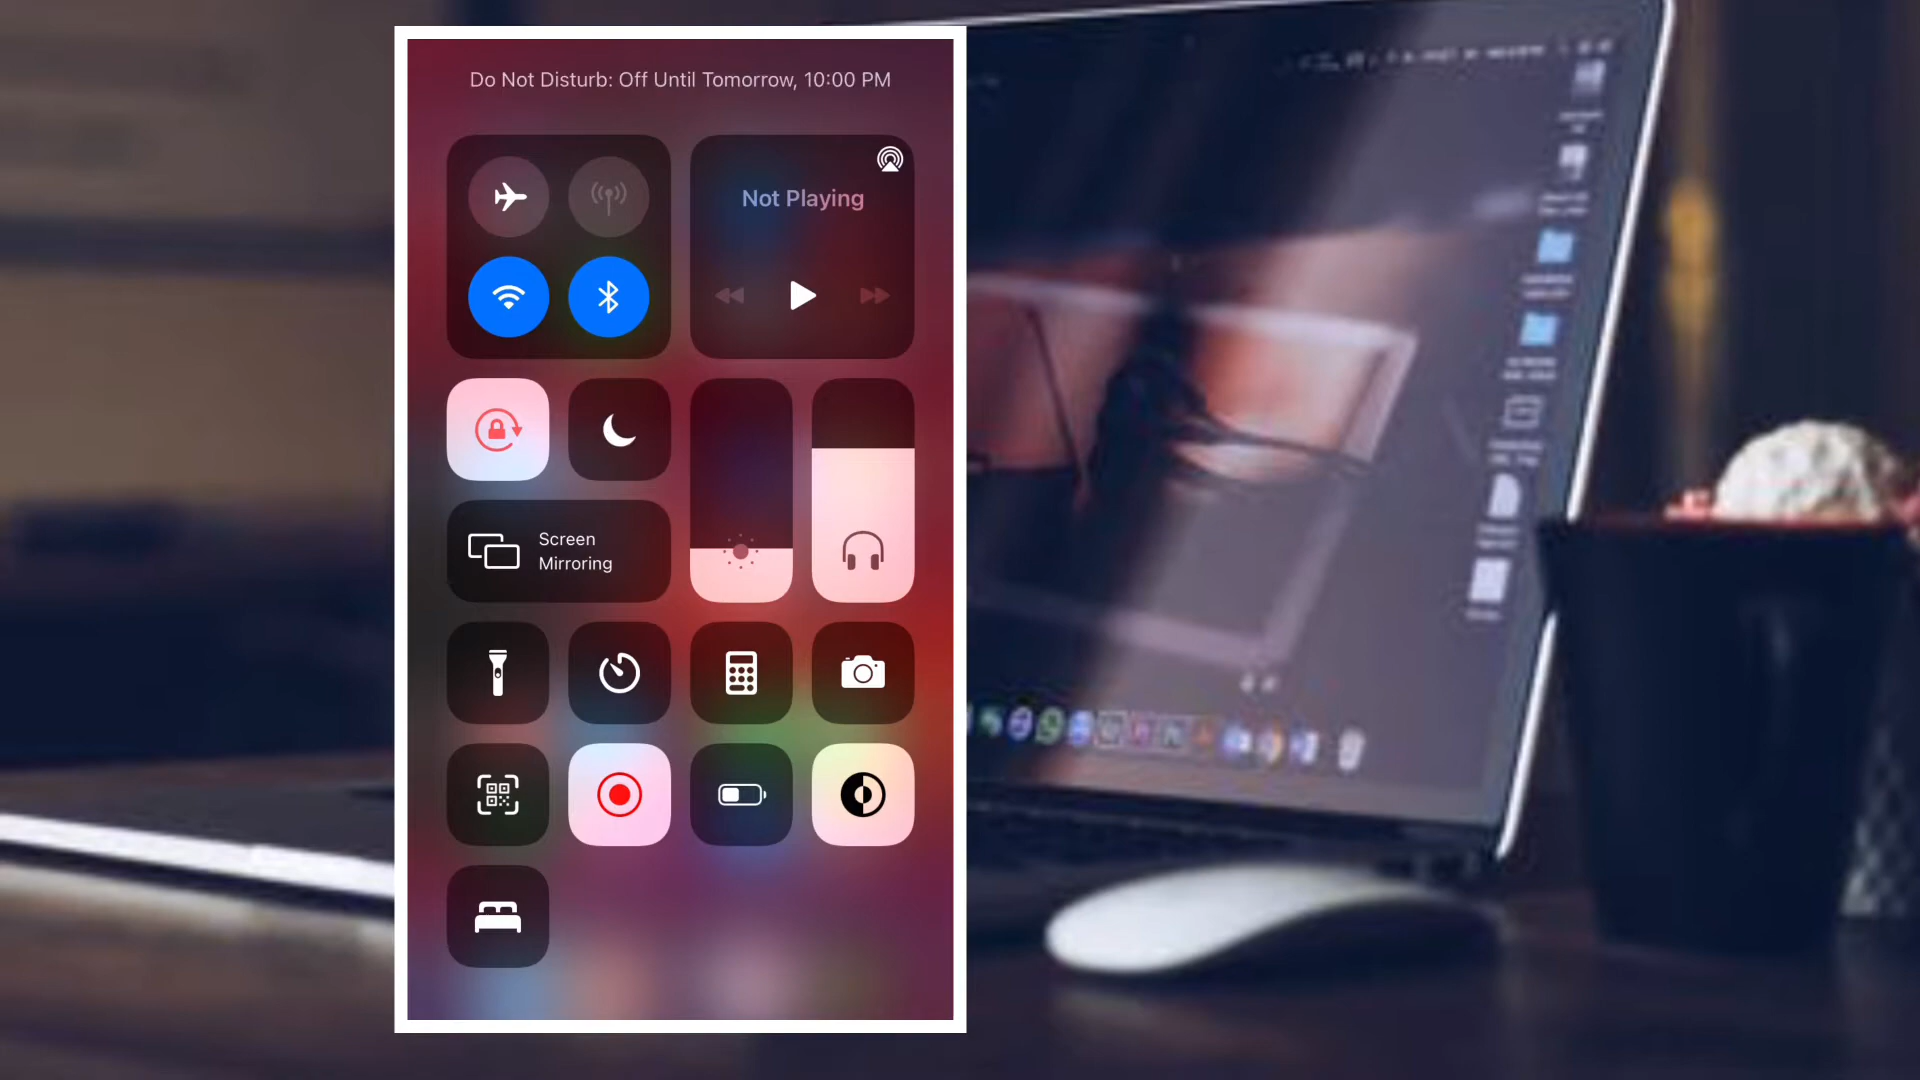 Do Not Disturb: Off Until Tomorrow, 10:00 PM
Not Playing
Screen
Mirroring